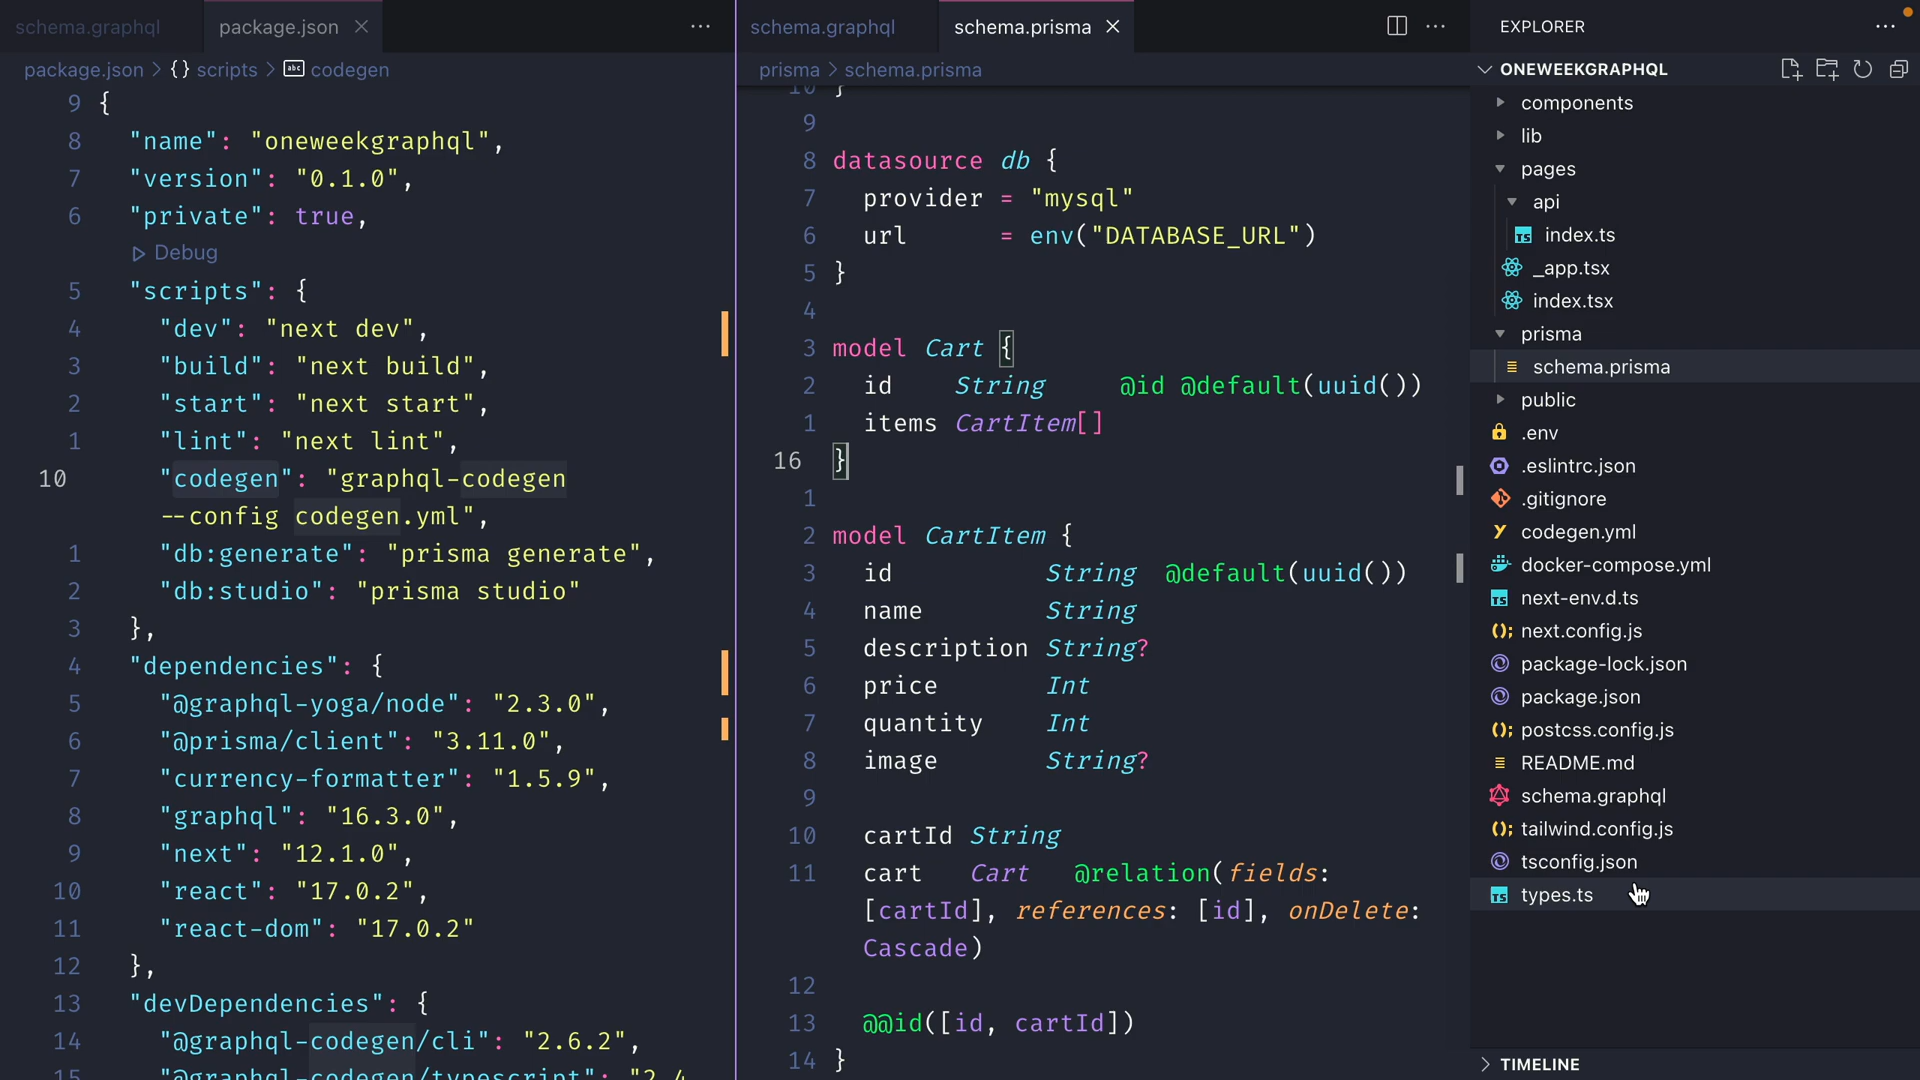 schema.graphql
package.json
package.json > {} scripts > abc codegen
9 {
8 "name": "oneweekgraphql",
7 "version": "0.1.0",
6 "private": true,
Debug
5 "scripts": {
4 "dev": "next dev",
3 "build": "next build",
2 "start": "next start",
1 "lint": "next lint",
10 "codegen": "graphql-codegen
--config codegen.yml",
1 "db:generate": "prisma generate",
2 "db:studio": "prisma studio"
3 },
4 "dependencies": {
5 "@graphql-yoga/node": "2.3.0",
6 "@prisma/client": "3.11.0",
7 "currency-formatter": "1.5.9",
8 "graphql": "16.3.0",
9 "next": "12.1.0",
10 "react": "17.0.2",
11 "react-dom": "17.0.2"
12 },
13 "devDependencies": {
14 "@graphql-codegen/cli": "2.6.2",
15 "@graphql-codegen/typescript": "2.4
schema.graphql
schema.prisma
prisma > schema.prisma
10 }
9
8 datasource db {
7 provider = "mysql"
6 url = env("DATABASE_URL")
5 }
4
3 model Cart {
2 id String @id @default(uuid())
1 items CartItem[]
16 }
1
2 model CartItem {
3 id String @default(uuid())
4 name String
5 description String?
6 price Int
7 quantity Int
8 image String?
9
10 cartId String
11 cart Cart @relation(fields:
[cartId], references: [id], onDelete:
Cascade)
12
13 @@id([id, cartId])
14 }
EXPLORER
ONEWEEKGRAPHQL
components
lib
pages
api
TS index.ts
_app.tsx
index.tsx
prisma
schema.prisma
public
.env
.eslintrc.json
.gitignore
Y codegen.yml
docker-compose.yml
TS next-env.d.ts
(); next.config.js
package-lock.json
package.json
(); postcss.config.js
README.md
schema.graphql
(); tailwind.config.js
tsconfig.json
TS types.ts
TIMELINE